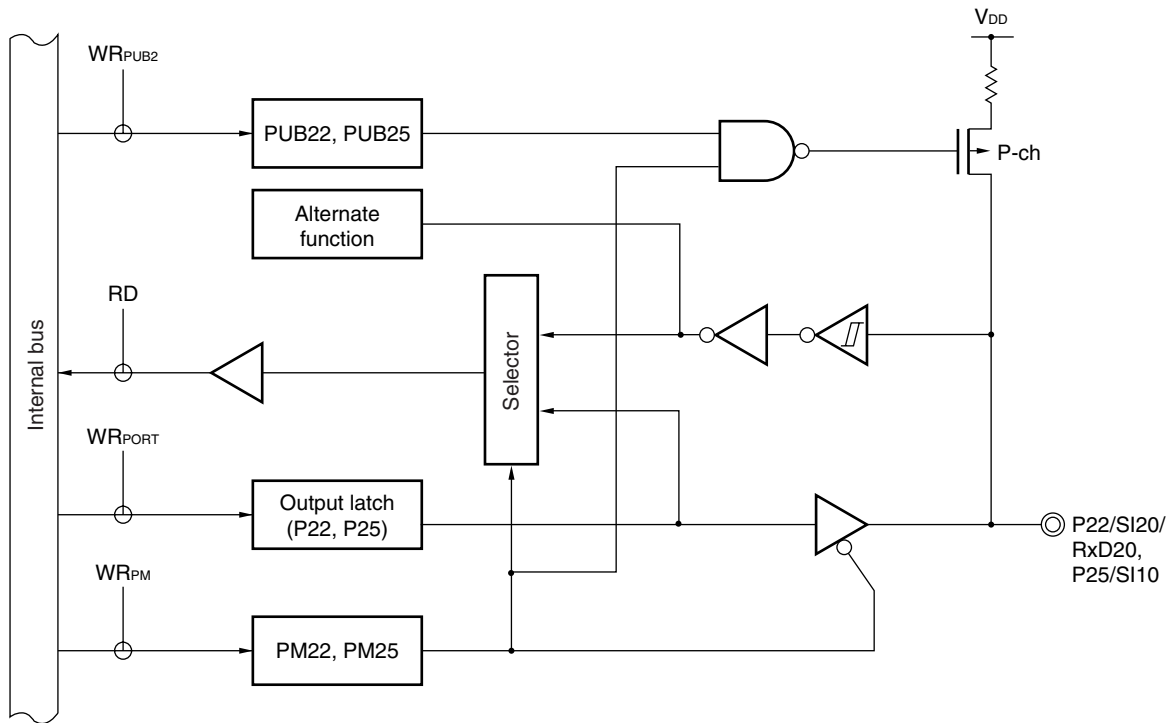 VDD
WRPUB2
PUB22, PUB25
P-ch
Alternate
function
RD
Internal bus
Selector
WRPORT
Output latch
(P22, P25)
P22/SI20/
RxD20,
P25/SI10
WRPM
PM22, PM25